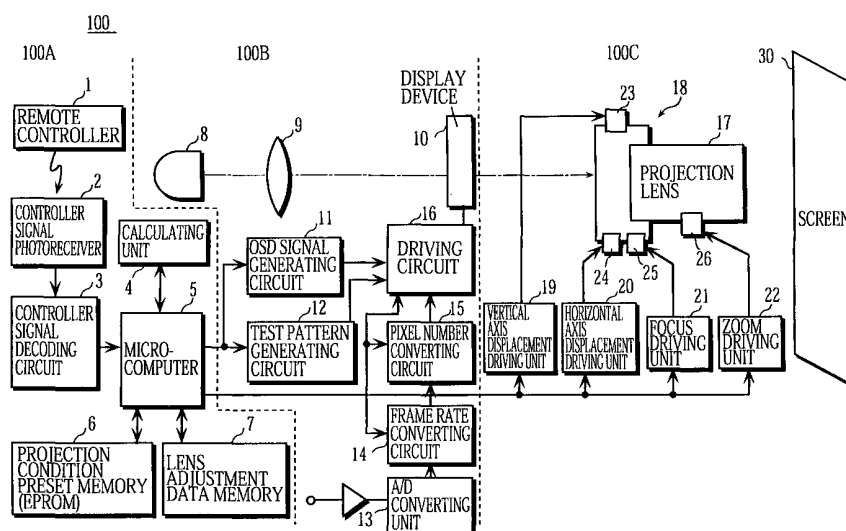 100
100A
100B
100C
30
1
REMOTE
CONTROLLER
2
CONTROLLER
SIGNAL
PHOTORECEIVER
3
CONTROLLER
SIGNAL
DECODING
CIRCUIT
CALCULATING
UNIT
4
5
MICRO-
COMPUTER
6
PROJECTION
CONDITION
PRESET MEMORY
(EPROM)
7
LENS
ADJUSTMENT
DATA MEMORY
8
9
DISPLAY
DEVICE
10
11
OSD SIGNAL
GENERATING
CIRCUIT
12
TEST PATTERN
GENERATING
CIRCUIT
16
DRIVING
CIRCUIT
15
PIXEL NUMBER
CONVERTING
CIRCUIT
FRAME RATE
CONVERTING
CIRCUIT
14
A/D
CONVERTING
UNIT
13
23
18
17
PROJECTION
LENS
24
25
26
19
VERTICAL
AXIS
DISPLACEMENT
DRIVING UNIT
20
HORIZONTAL
AXIS
DISPLACEMENT
DRIVING UNIT
21
FOCUS
DRIVING
UNIT
22
ZOOM
DRIVING
UNIT
SCREEN